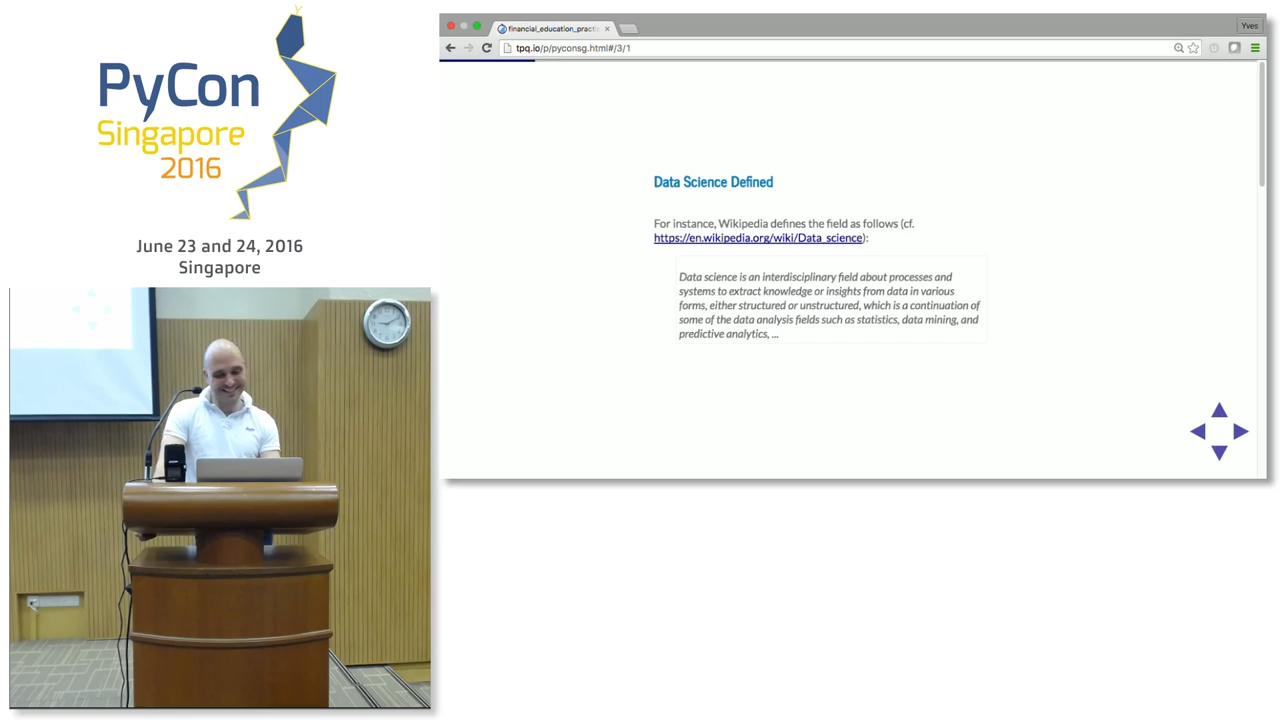 PyCon
Singapore
2016
June 23 and 24, 2016
Singapore
financial_education_practi
Yves
tpq.io/p/pyconsg.html#/3/1
Data Science Defined
For instance, Wikipedia defines the field as follows (cf.
https://en.wikipedia.org/wiki/Data_science):
Data science is an interdisciplinary field about processes and
systems to extract knowledge or insights from data in various
forms, either structured or unstructured, which is a continuation of
some of the data analysis fields such as statistics, data mining, and
predictive analytics, ...